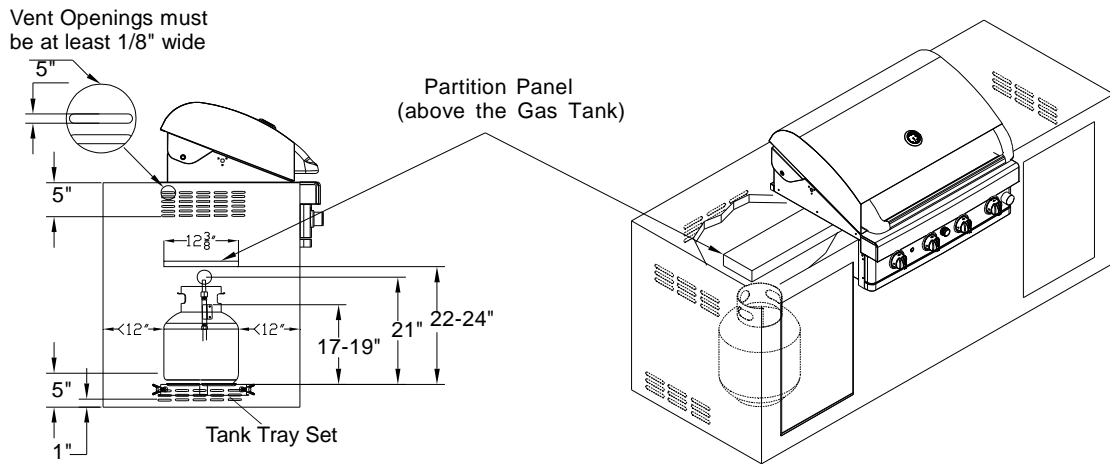 Vent Openings must
be at least 1/8" wide
5"
Partition Panel
(above the Gas Tank)
5"
12 3/8"
<12"
<12"
22-24"
21"
17-19"
5"
Tank Tray Set
1"